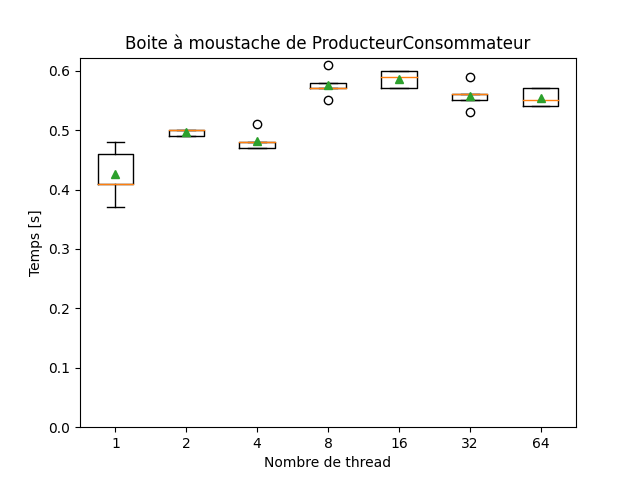 Boite à moustache de ProducteurConsommateur
0.6
0.5
0.4
0.3
0.2
0.1
0.0
Temps [s]
1 2 4 8 16 32 64
Nombre de thread